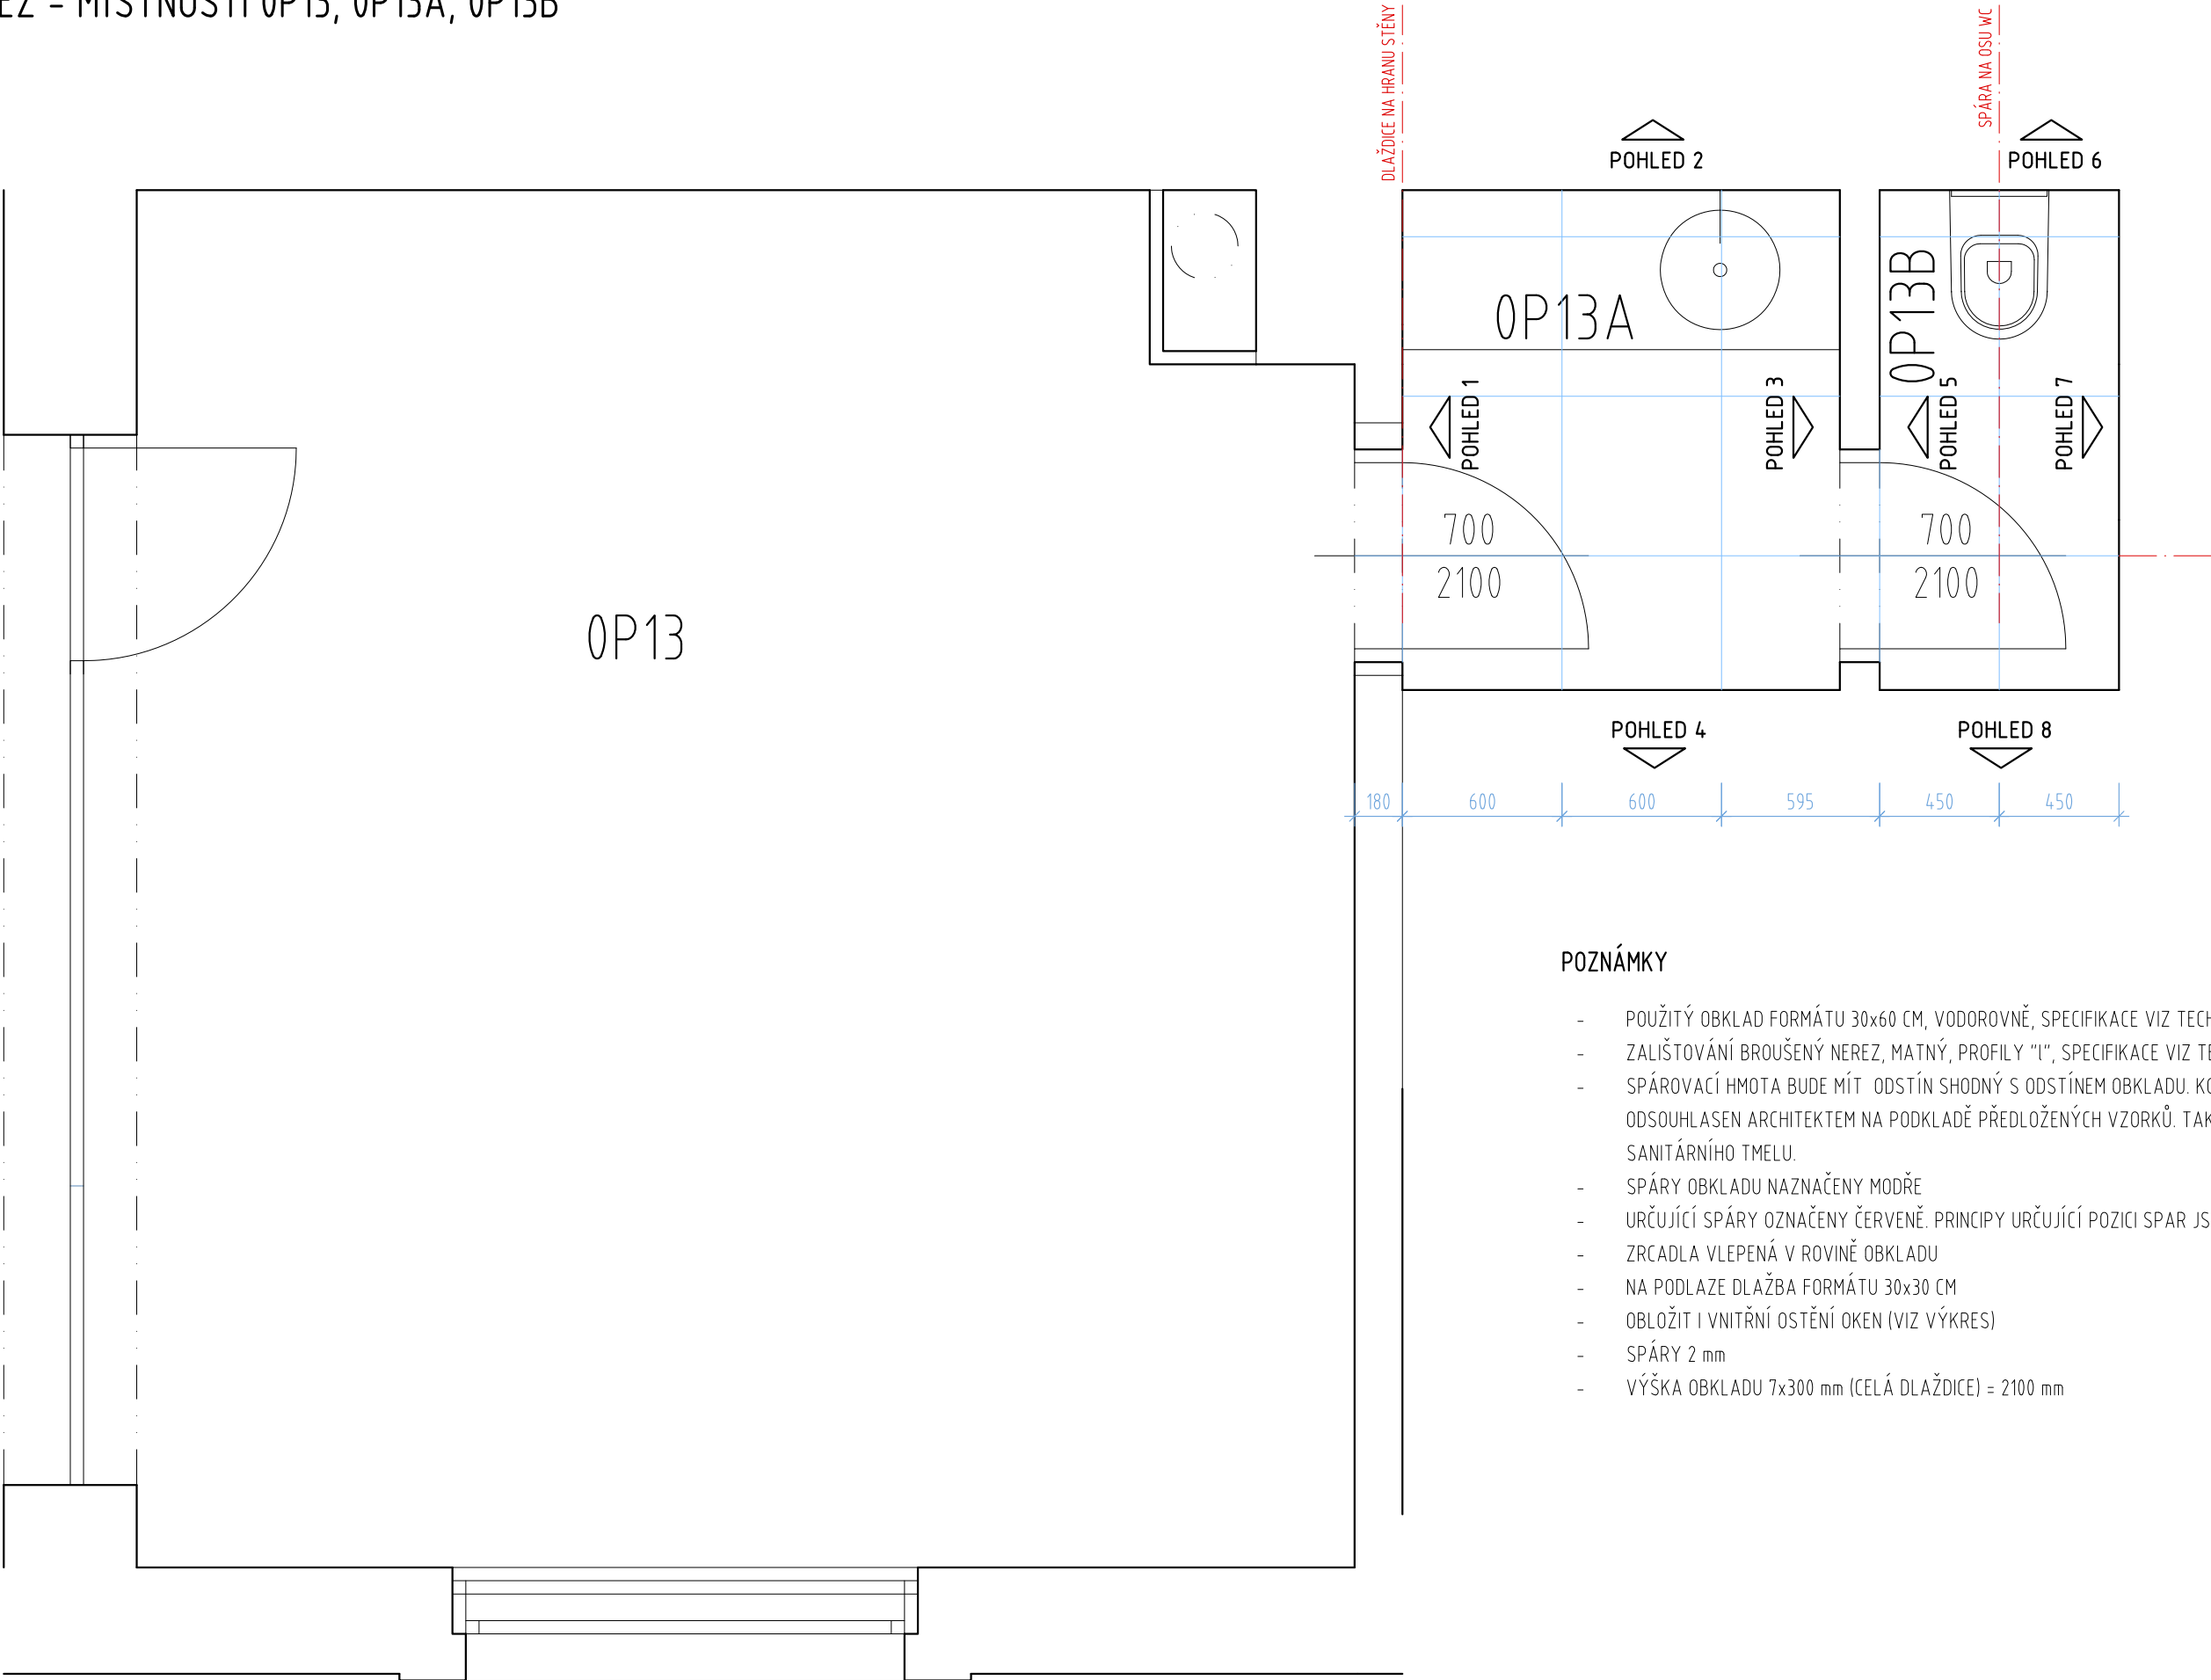 - MÍSTNOSTI 0P13, 0P13A, 0P13B
DLAŽDICE NA HRANU STĚNY
SPÁRA NA OSU WC
POHLED 2
POHLED 6
0P13A
0P13B
POHLED 1
POHLED 3
POHLED 5
POHLED 7
700
2100
700
2100
0P13
POHLED 4
POHLED 8
180 600 600 595 450 450
POZNÁMKY
- POUŽITÝ OBKLAD FORMÁTU 30x60 CM, VODOROVNĚ, SPECIFIKACE VIZ
- ZALIŠTOVÁNÍ BROUŠENÝ NEREZ, MATNÝ, PROFILY "l", SPECIFIKACE VIZ
- SPÁROVACÍ HMOTA BUDE MÍT ODSTÍN SHODNÝ S ODSTÍNEM OBKLADU.
ODSOUHLASEN ARCHITEKTEM NA PODKLADĚ PŘEDLOŽENÝCH VZORKŮ.
SANITÁRNÍHO TMELU.
- SPÁRY OBKLADU NAZNAČENY MODŘE
- URČUJÍCÍ SPÁRY OZNAČENY ČERVENĚ. PRINCIPY URČUJÍCÍ POZICI SPAR
- ZRCADLA VLEPENÁ V ROVINĚ OBKLADU
- NA PODLAZE DLAŽBA FORMÁTU 30x30 CM
- OBLOŽIT I VNITŘNÍ OSTĚNÍ OKEN (VIZ VÝKRES)
- SPÁRY 2 mm
- VÝŠKA OBKLADU 7x300 mm (CELÁ DLAŽDICE) = 2100 mm